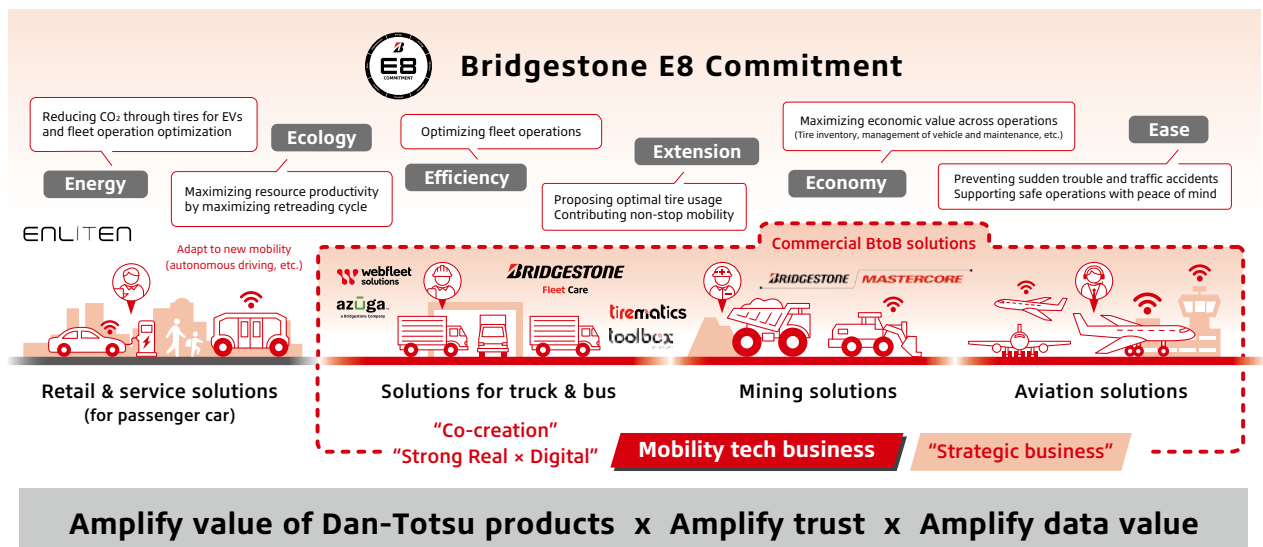 E8
COMMITMENT
Bridgestone E8 Commitment
Reducing CO₂ through tires for EVs
and fleet operation optimization
Energy
Ecology
Maximizing resource productivity
by maximizing retreading cycle
Optimizing fleet operations
Efficiency
Extension
Proposing optimal tire usage
Contributing non-stop mobility
Maximizing economic value across operations
(Tire inventory, management of vehicle and maintenance, etc.)
Economy
Ease
Preventing sudden trouble and traffic accidents
Supporting safe operations with peace of mind
ENLITEN
Adapt to new mobility
(autonomous driving, etc.)
Commercial BtoB solutions
webfleet
solutions
azuga
a Bridgestone Company
BRIDGESTONE
Fleet Care
tirematics
toolbox
BRIDGESTONE MASTERCORE
Retail & service solutions
(for passenger car)
Solutions for truck & bus
Mining solutions
Aviation solutions
“Co-creation”
“Strong Real × Digital”
Mobility tech business
“Strategic business”
Amplify value of Dan-Totsu products x Amplify trust x Amplify data value